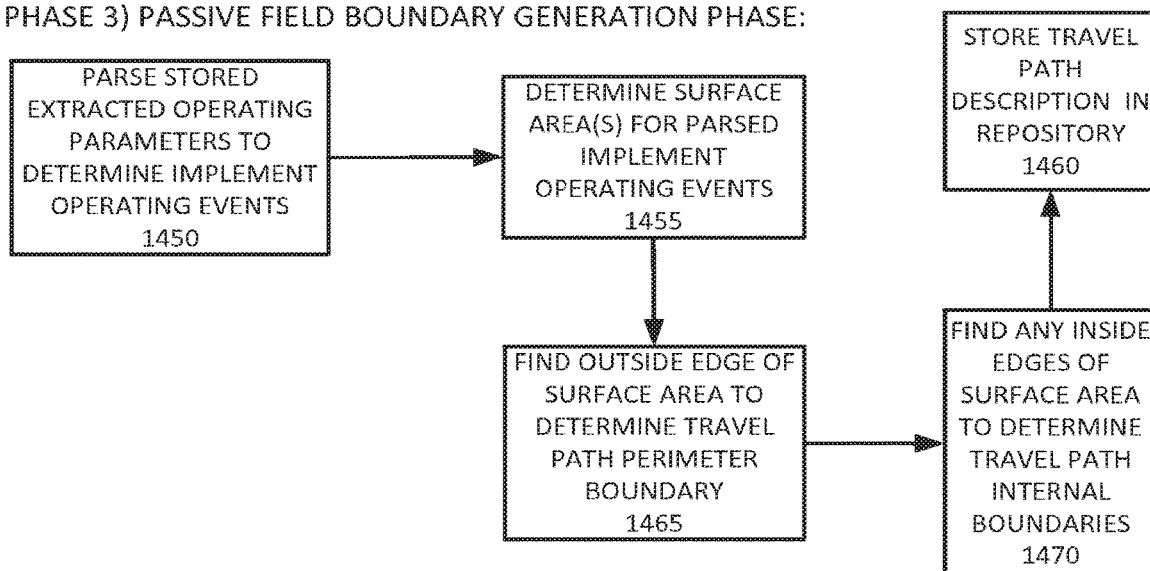 PHASE 3) PASSIVE FIELD BOUNDARY GENERATION PHASE:
PARSE STORED
EXTRACTED OPERATING
PARAMETERS TO
DETERMINE IMPLEMENT
OPERATING EVENTS
1450
DETERMINE SURFACE
AREA(S) FOR PARSED
IMPLEMENT
OPERATING EVENTS
1455
FIND OUTSIDE EDGE OF
SURFACE AREA TO
DETERMINE TRAVEL
PATH PERIMETER
BOUNDARY
1465
FIND ANY INSIDE
EDGES OF
SURFACE AREA
TO DETERMINE
TRAVEL PATH
INTERNAL
BOUNDARIES
1470
STORE TRAVEL
PATH
DESCRIPTION IN
REPOSITORY
1460